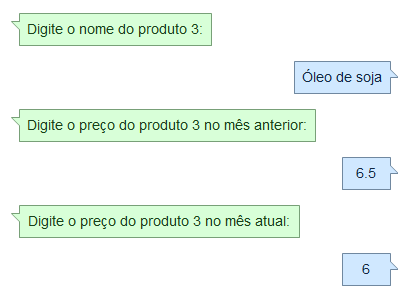 Digite o nome do produto 3:
Óleo de soja
Digite o preço do produto 3 no mês anterior:
6.5
Digite o preço do produto 3 no mês atual:
6